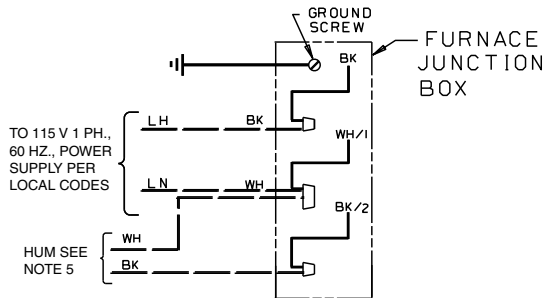 GROUND
SCREW
FURNACE
JUNCTION
BOX
BK
LH
BK
TO 115 V 1 PH.,
60 HZ., POWER
SUPPLY PER
LOCAL CODES
WH/1
LN
WH
BK/2
WH
HUM SEE
NOTE 5
BK